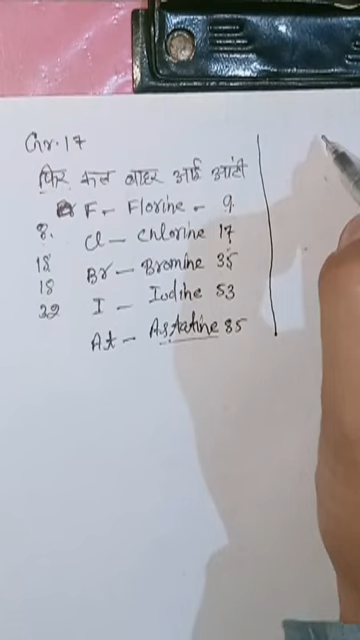 Gr.17
फिर कल बाहर आई आंटी
F - Florine - 9
8. Cl - Chlorine 17
18 Br - Bromine 35
18 I - Iodine 53
32 At - Astatine 85